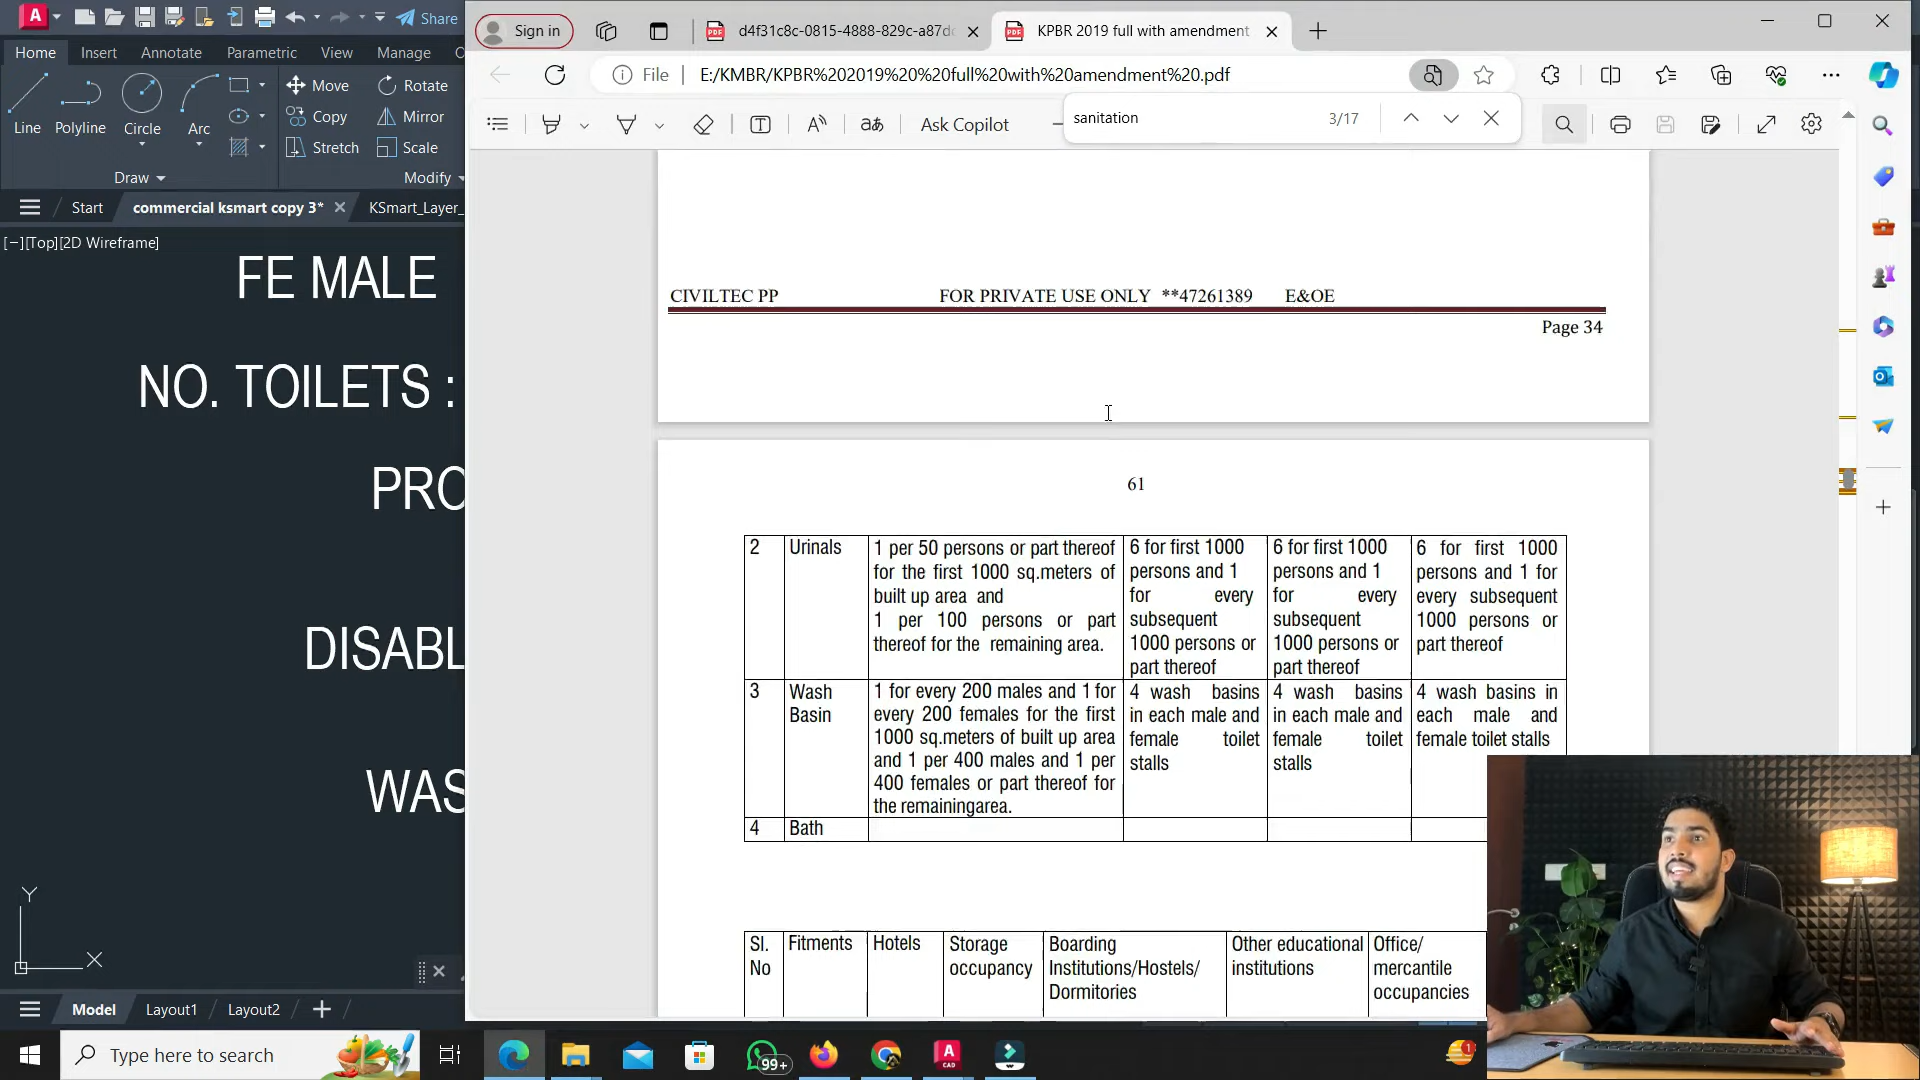 Share
Sign in
d4f31c8c-0815-4888-829c-a87d
KPBR 2019 full with amendment
Home Insert Annotate Parametric View Manage
File E:/KMBR/KPBR%202019%20%20full%20with%20amendment%20.pdf
Line Polyline Circle Arc
Move Rotate
Copy Mirror
Stretch Scale
Draw Modify
Ask Copilot
sanitation 3/17
Start commercial ksmart copy 3* KSmart_Layer_
[−][Top][2D Wireframe]
FE MALE
NO. TOILETS :
PRO
DISABL
WAS
Y
X
CIVILTEC PP FOR PRIVATE USE ONLY **47261389 E&OE
Page 34
61
2 Urinals
1 per 50 persons or part thereof
for the first 1000 sq.meters of
built up area and
1 per 100 persons or part
thereof for the remaining area.
6 for first 1000
persons and 1
for every
subsequent
1000 persons or
part thereof
6 for first 1000
persons and 1
for every
subsequent
1000 persons or
part thereof
6 for first 1000
persons and 1 for
every subsequent
1000 persons or
part thereof
3 Wash
Basin
1 for every 200 males and 1 for
every 200 females for the first
1000 sq.meters of built up area
and 1 per 400 males and 1 per
400 females or part thereof for
the remainingarea.
4 wash basins
in each male and
female toilet
stalls
4 wash basins
in each male and
female toilet
stalls
4 wash basins in
each male and
female toilet stalls
4 Bath
Sl.
No
Fitments
Hotels
Storage
occupancy
Boarding
Institutions/Hostels/
Dormitories
Other educational
institutions
Office/
mercantile
occupancies
Model Layout1 Layout2
Type here to search
99+
CAD
1